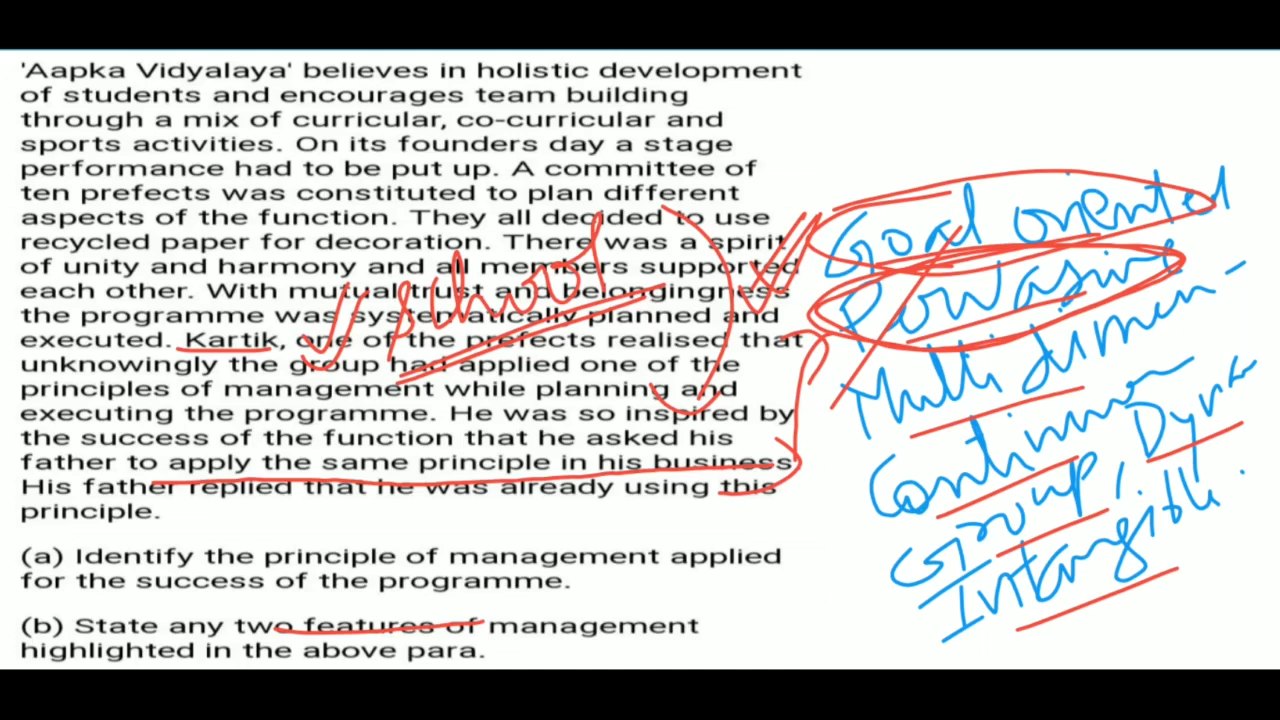 'Aapka Vidyalaya' believes in holistic development
of students and encourages team building
through a mix of curricular, co-curricular and
sports activities. On its founders day a stage
performance had to be put up. A committee of
ten prefects was constituted to plan different
aspects of the function. They all decided to use
recycled paper for decoration. There was a spirit
of unity and harmony and all members supported
each other. With mutual trust and belongingness
the programme was systematically planned and
executed. Kartik, one of the prefects realised that
unknowingly the group had applied one of the
principles of management while planning and
executing the programme. He was so inspired by
the success of the function that he asked his
father to apply the same principle in his business
His father replied that he was already using this
principle.
(a) Identify the principle of management applied
for the success of the programme.
(b) State any two features of management
highlighted in the above para.
school
Goal oriented
Multi dimen -
Group,
Intangible